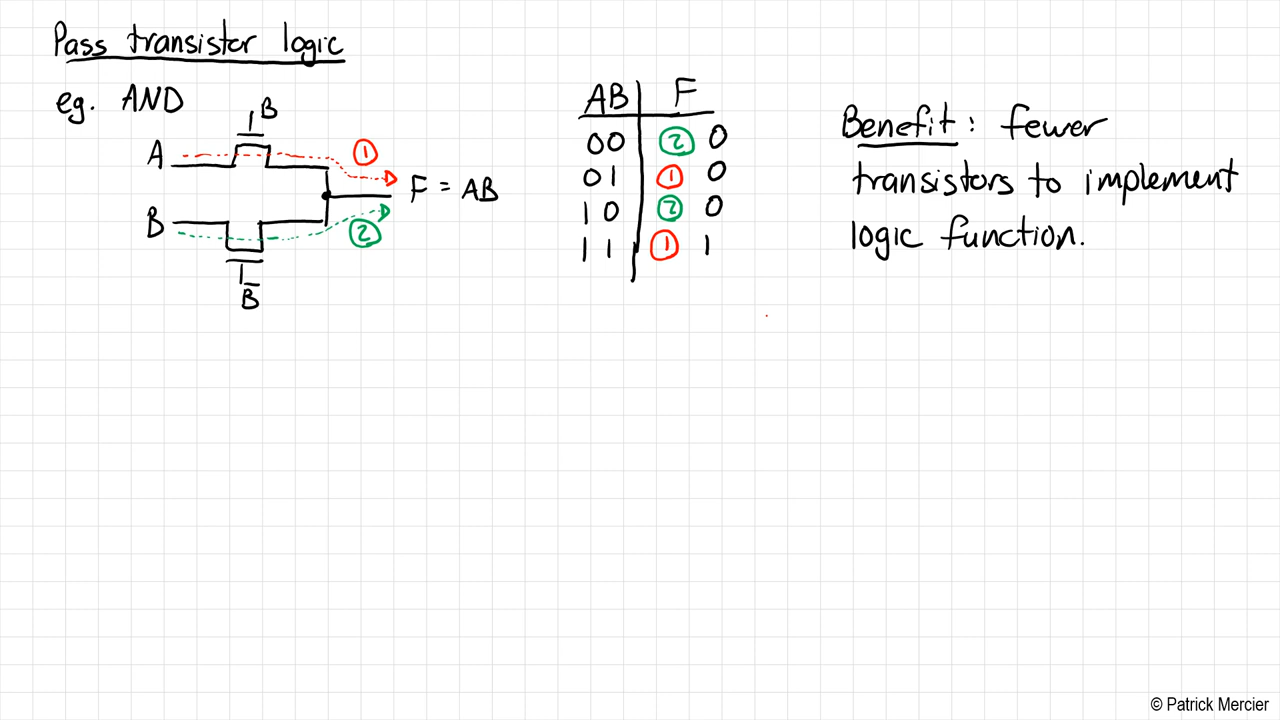 Pass transistor logic
eg. AND
B
A
①
F = AB
B
②
B̅
AB F
00 ② 0
01 ① 0
10 ② 0
11 ① 1
Benefit: fewer
transistors to implement
logic function.
© Patrick Mercier